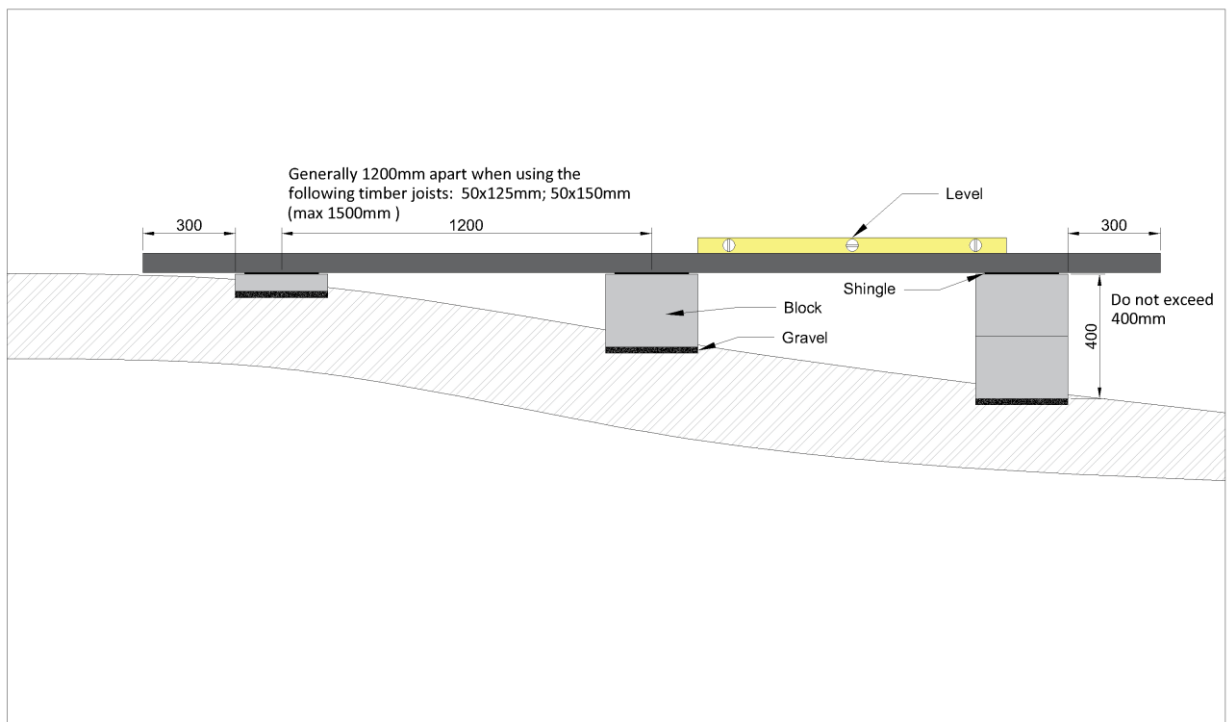 Generally 1200mm apart when using the
following timber joists:  50x125mm; 50x150mm
(max 1500mm )
300
1200
Level
300
Shingle
Do not exceed
400mm
Block
400
Gravel